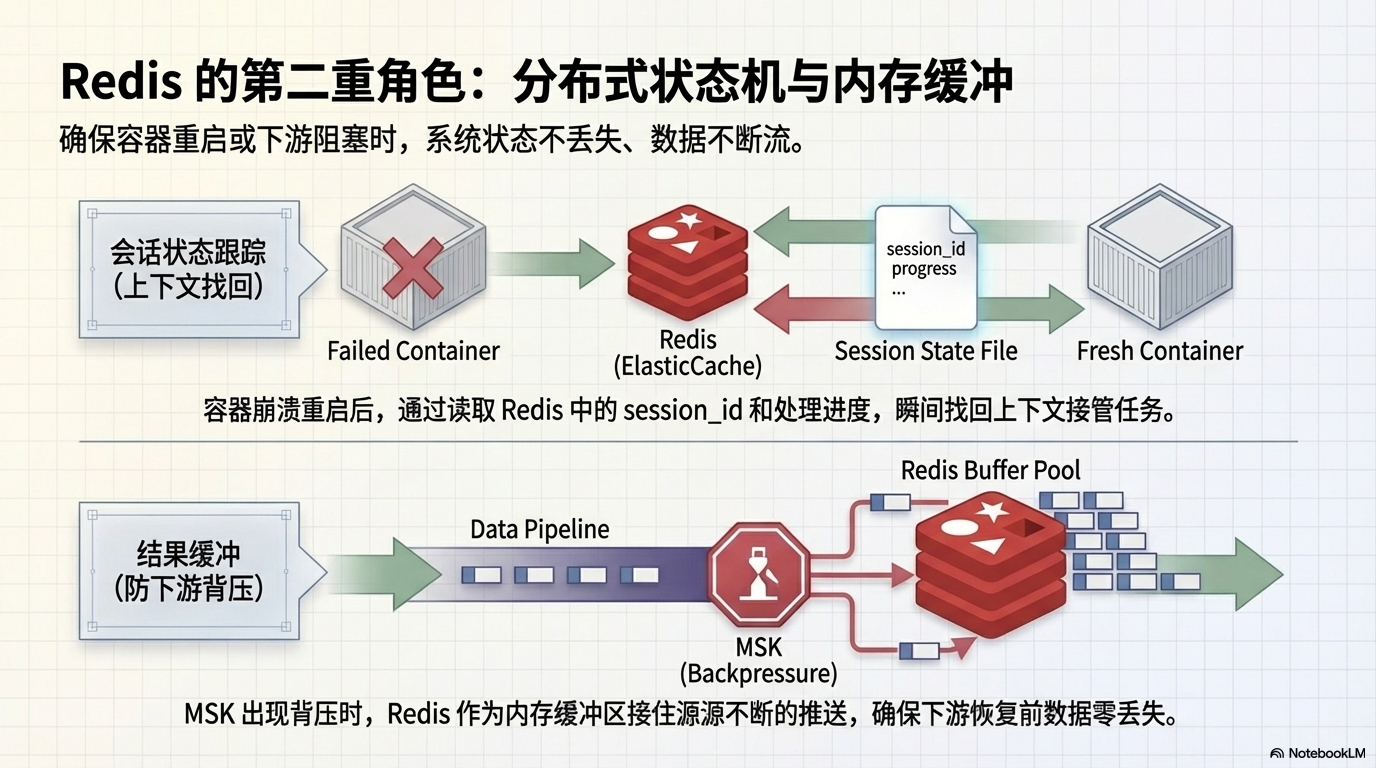 Redis 的第二重角色：分布式状态机与内存缓冲
确保容器重启或下游阻塞时，系统状态不丢失、数据不断流。
会话状态跟踪
（上下文找回）
Failed Container
Redis
(ElasticCache)
session_id
progress
...
Session State File
Fresh Container
容器崩溃重启后，通过读取 Redis 中的 session_id 和处理进度，瞬间找回上下文接管任务。
结果缓冲
（防下游背压）
Data Pipeline
MSK
(Backpressure)
Redis Buffer Pool
MSK 出现背压时，Redis 作为内存缓冲区接住源源不断的推送，确保下游恢复前数据零丢失。
NotebookLM